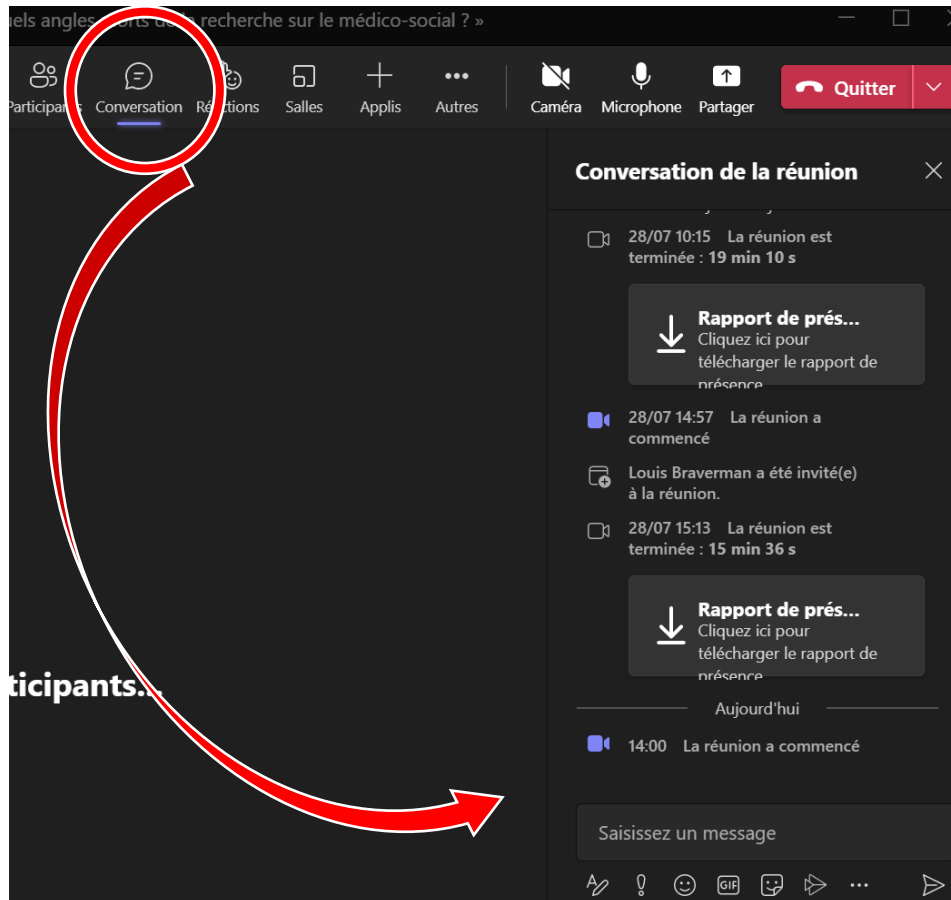 uels angles morts de la recherche sur le médico-social ? »
Participants Conversation Réactions Salles Applis Autres Caméra Microphone Partager Quitter
Conversation de la réunion
28/07 10:15 La réunion est
terminée : 19 min 10 s
Rapport de prés...
Cliquez ici pour
télécharger le rapport de
présence
28/07 14:57 La réunion a
commencé
Louis Braverman a été invité(e)
à la réunion.
28/07 15:13 La réunion est
terminée : 15 min 36 s
Rapport de prés...
Cliquez ici pour
télécharger le rapport de
présence
ticipants...
Aujourd'hui
14:00 La réunion a commencé
Saisissez un message
GIF